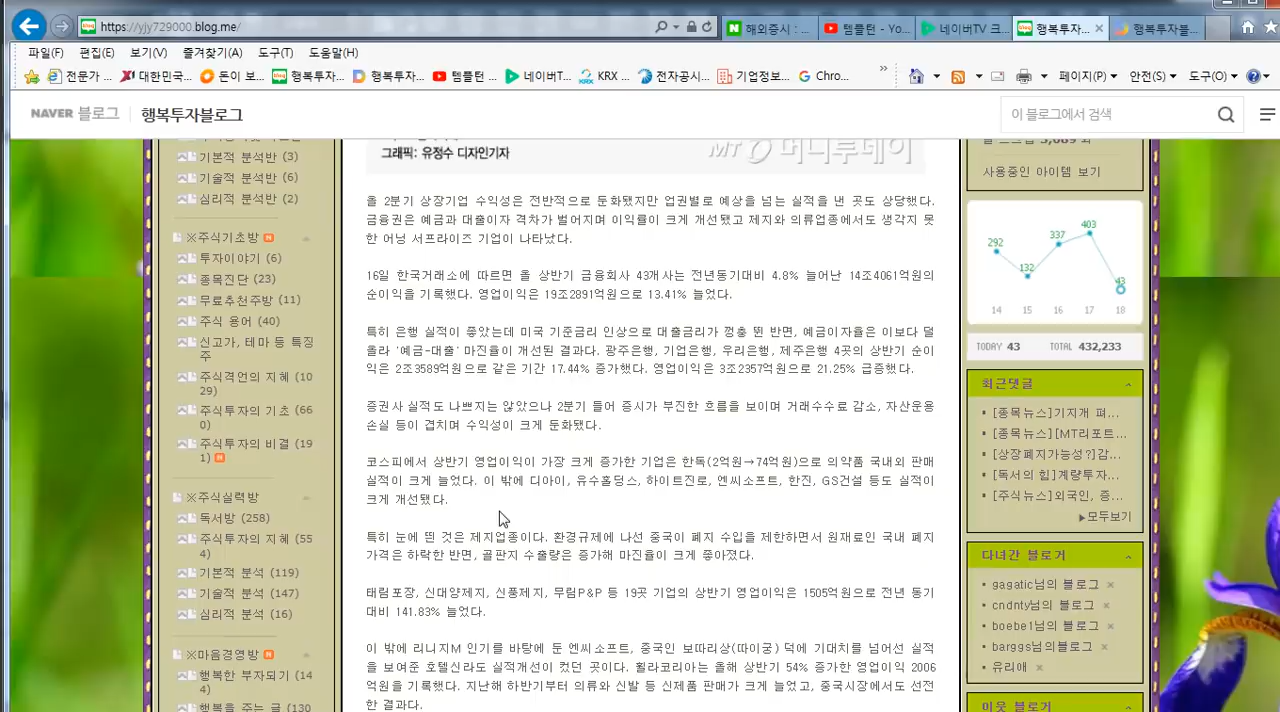 https://yjy729000.blog.me/
해외증시 : ...
템플턴 - Yo...
네이버TV 크...
행복투자...
행복투자블...
파일(F) 편집(E) 보기(V) 즐겨찾기(A) 도구(T) 도움말(H)
전문가 ... 대한민국... 돈이 보... 행복투자... 행복투자... 템플턴 ... 네이버T... KRX ... 전자공시... 기업정보... Chro... » 페이지(P) 안전(S) 도구(O)
NAVER 블로그 행복투자블로그
이 블로그에서 검색
기본적 분석반 (3)
기술적 분석반 (6)
심리적 분석반 (2)
※주식기초방
투자이야기 (6)
종목진단 (23)
무료추천주방 (11)
주식 용어 (40)
신고가, 테마 등 특징
주
주식격언의 지혜 (10
29)
주식투자의 기초 (66
0)
주식투자의 비결 (19
1)
※주식실력방
독서방 (258)
주식투자의 지혜 (55
4)
기본적 분석 (119)
기술적 분석 (147)
심리적 분석 (16)
※마음경영방
행복한 부자되기 (14
4)
행복을 주는 글 (130
그래픽: 유정수 디자인기자
MT 머니투데이
올 2분기 상장기업 수익성은 전반적으로 둔화됐지만 업권별로 예상을 넘는 실적을 낸 곳도 상당했다.
금융권은 예금과 대출이자 격차가 벌어지며 이익률이 크게 개선됐고 제지와 의류업종에서도 생각지 못
한 어닝 서프라이즈 기업이 나타났다.
16일 한국거래소에 따르면 올 상반기 금융회사 43개사는 전년동기대비 4.8% 늘어난 14조4061억원의
순이익을 기록했다. 영업이익은 19조2891억원으로 13.41% 늘었다.
특히 은행 실적이 좋았는데 미국 기준금리 인상으로 대출금리가 껑충 뛴 반면, 예금이자율은 이보다 덜
올라 '예금-대출' 마진율이 개선된 결과다. 광주은행, 기업은행, 우리은행, 제주은행 4곳의 상반기 순이
익은 2조3589억원으로 같은 기간 17.44% 증가했다. 영업이익은 3조2357억원으로 21.25% 급증했다.
증권사 실적도 나쁘지는 않았으나 2분기 들어 증시가 부진한 흐름을 보이며 거래수수료 감소, 자산운용
손실 등이 겹치며 수익성이 크게 둔화됐다.
코스피에서 상반기 영업이익이 가장 크게 증가한 기업은 한독(2억원→74억원)으로 의약품 국내외 판매
실적이 크게 늘었다. 이 밖에 디아이, 유수홀딩스, 하이트진로, 엔씨소프트, 한진, GS건설 등도 실적이
크게 개선됐다.
특히 눈에 띈 것은 제지업종이다. 환경규제에 나선 중국이 폐지 수입을 제한하면서 원재료인 국내 폐지
가격은 하락한 반면, 골판지 수출량은 증가해 마진율이 크게 좋아졌다.
태림포장, 신대양제지, 신풍제지, 무림P&P 등 19곳 기업의 상반기 영업이익은 1505억원으로 전년 동기
대비 141.83% 늘었다.
이 밖에 리니지M 인기를 바탕에 둔 엔씨소프트, 중국인 보따리상(따이궁) 덕에 기대치를 넘어선 실적
을 보여준 호텔신라도 실적개선이 컸던 곳이다. 휠라코리아는 올해 상반기 54% 증가한 영업이익 2006
억원을 기록했다. 지난해 하반기부터 의류와 신발 등 신제품 판매가 크게 늘었고, 중국시장에서도 선전
한 결과다.
사용중인 아이템 보기
292 132 337 403 43
14 15 16 17 18
TODAY 43 TOTAL 432,233
최근댓글
[종목뉴스]기지개 펴...
[종목뉴스][MT리포트...
[상장폐지가능성?]감...
[독서의 힘]계량투자...
[주식뉴스]외국인, 증...
▶모두보기
다녀간 블로거
gagatic님의 블로그 ×
cndnty님의 블로그 ×
boebe1님의 블로그 ×
barggs님의블로그 ×
유리애 ×
이웃 블로거